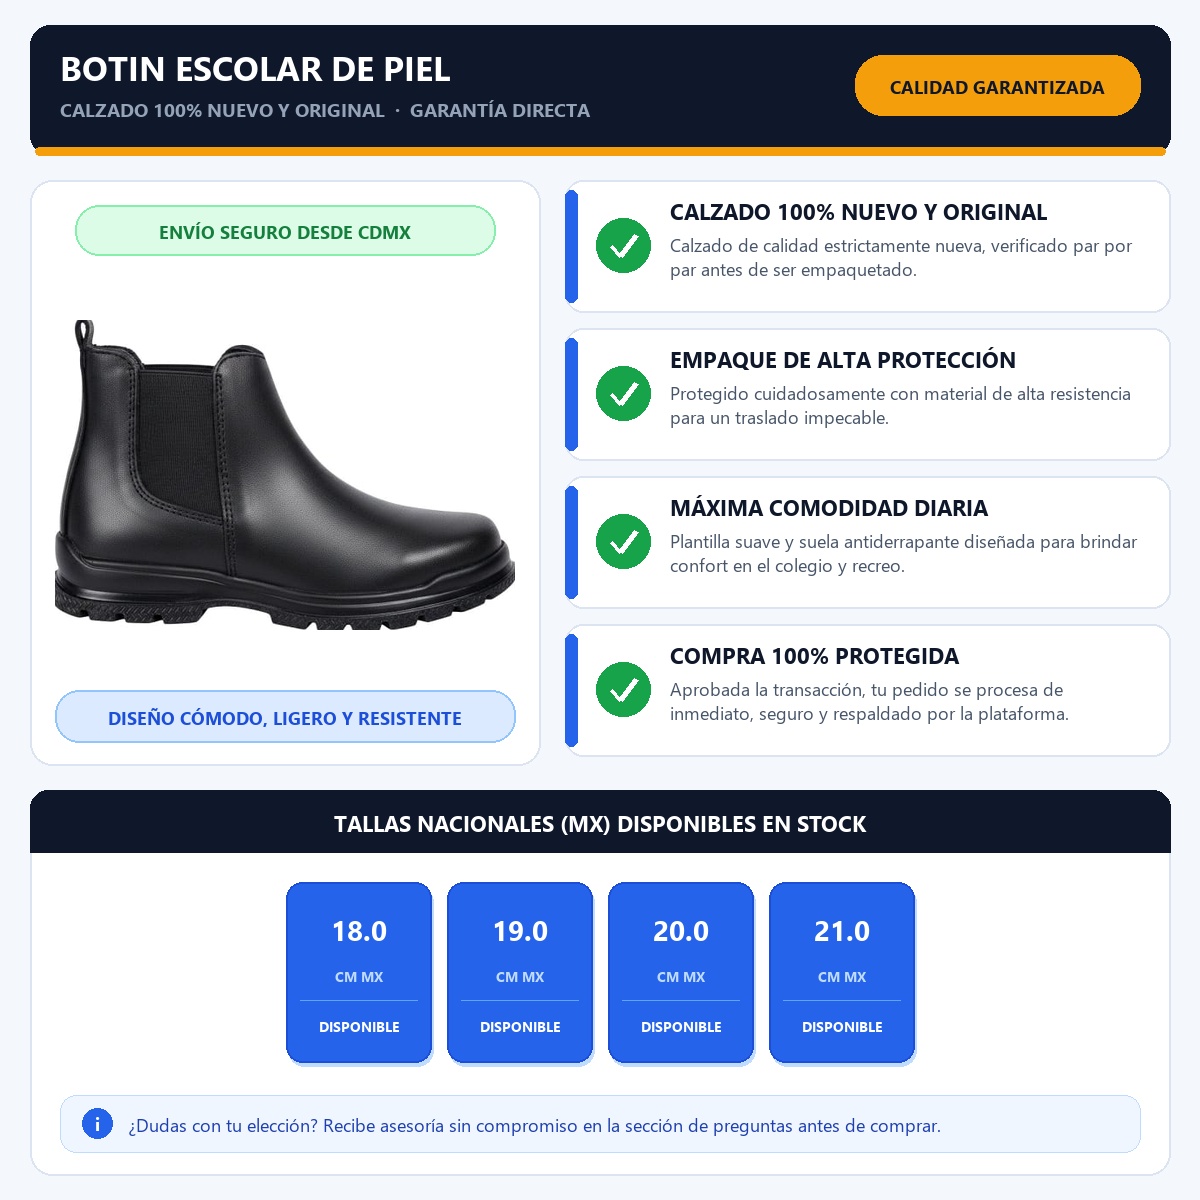 BOTIN ESCOLAR DE PIEL
CALZADO 100% NUEVO Y ORIGINAL · GARANTÍA DIRECTA
CALIDAD GARANTIZADA
ENVÍO SEGURO DESDE CDMX
DISEÑO CÓMODO, LIGERO Y RESISTENTE
CALZADO 100% NUEVO Y ORIGINAL
Calzado de calidad estrictamente nueva, verificado par por
par antes de ser empaquetado.
EMPAQUE DE ALTA PROTECCIÓN
Protegido cuidadosamente con material de alta resistencia
para un traslado impecable.
MÁXIMA COMODIDAD DIARIA
Plantilla suave y suela antiderrapante diseñada para brindar
confort en el colegio y recreo.
COMPRA 100% PROTEGIDA
Aprobada la transacción, tu pedido se procesa de
inmediato, seguro y respaldado por la plataforma.
TALLAS NACIONALES (MX) DISPONIBLES EN STOCK
18.0
CM MX
DISPONIBLE
19.0
CM MX
DISPONIBLE
20.0
CM MX
DISPONIBLE
21.0
CM MX
DISPONIBLE
¿Dudas con tu elección? Recibe asesoría sin compromiso en la sección de preguntas antes de comprar.